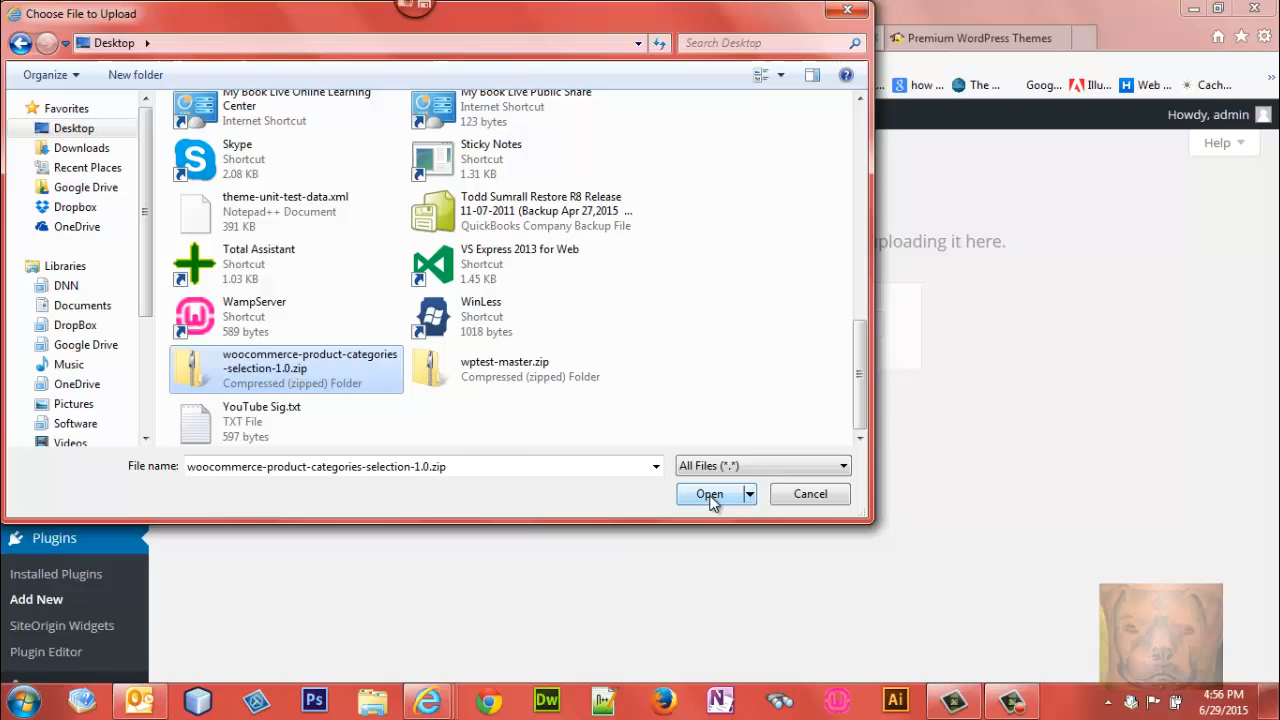 Choose File to Upload
Desktop
Search Desktop
Premium WordPress Themes
Organize
New folder
how ...
The ...
Goog...
Illu...
Web ...
Cach...
Howdy, admin
Help
Favorites
Desktop
Downloads
Recent Places
Google Drive
Dropbox
OneDrive
Libraries
DNN
Documents
DropBox
Google Drive
Music
OneDrive
Pictures
Software
Videos
My Book Live Online Learning
Center
Internet Shortcut
My Book Live Public Share
Internet Shortcut
123 bytes
Skype
Shortcut
2.08 KB
Sticky Notes
Shortcut
1.31 KB
theme-unit-test-data.xml
Notepad++ Document
391 KB
Todd Sumrall Restore R8 Release
11-07-2011 (Backup Apr 27,2015 ...
QuickBooks Company Backup File
Total Assistant
Shortcut
1.03 KB
VS Express 2013 for Web
Shortcut
1.45 KB
WampServer
Shortcut
589 bytes
WinLess
Shortcut
1018 bytes
woocommerce-product-categories
-selection-1.0.zip
Compressed (zipped) Folder
wptest-master.zip
Compressed (zipped) Folder
YouTube Sig.txt
TXT File
597 bytes
uploading it here.
File name:
woocommerce-product-categories-selection-1.0.zip
All Files (*.*)
Open
Cancel
Plugins
Installed Plugins
Add New
SiteOrigin Widgets
Plugin Editor
4:56 PM
6/29/2015